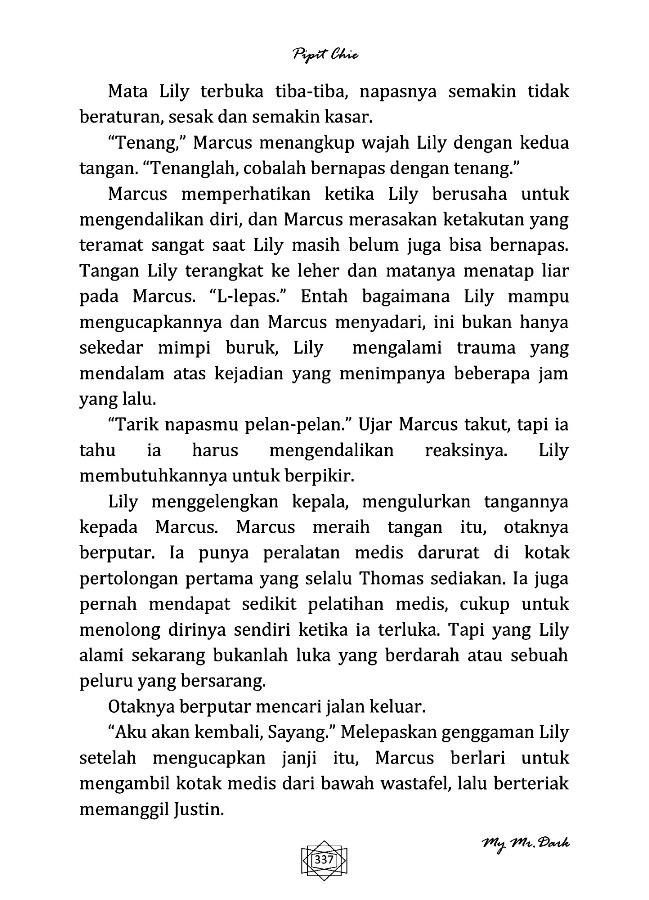 Pipit Chie
Mata Lily terbuka tiba-tiba, napasnya semakin tidak
beraturan, sesak dan semakin kasar.
“Tenang,” Marcus menangkup wajah Lily dengan kedua
tangan. “Tenanglah, cobalah bernapas dengan tenang.”
Marcus memperhatikan ketika Lily berusaha untuk
mengendalikan diri, dan Marcus merasakan ketakutan yang
teramat sangat saat Lily masih belum juga bisa bernapas.
Tangan Lily terangkat ke leher dan matanya menatap liar
pada Marcus. “L-lepas.” Entah bagaimana Lily mampu
mengucapkannya dan Marcus menyadari, ini bukan hanya
sekedar mimpi buruk, Lily mengalami trauma yang
mendalam atas kejadian yang menimpanya beberapa jam
yang lalu.
“Tarik napasmu pelan-pelan.” Ujar Marcus takut, tapi ia
tahu ia harus mengendalikan reaksinya. Lily
membutuhkannya untuk berpikir.
Lily menggelengkan kepala, mengulurkan tangannya
kepada Marcus. Marcus meraih tangan itu, otaknya
berputar. Ia punya peralatan medis darurat di kotak
pertolongan pertama yang selalu Thomas sediakan. Ia juga
pernah mendapat sedikit pelatihan medis, cukup untuk
menolong dirinya sendiri ketika ia terluka. Tapi yang Lily
alami sekarang bukanlah luka yang berdarah atau sebuah
peluru yang bersarang.
Otaknya berputar mencari jalan keluar.
“Aku akan kembali, Sayang.” Melepaskan genggaman Lily
setelah mengucapkan janji itu, Marcus berlari untuk
mengambil kotak medis dari bawah wastafel, lalu berteriak
memanggil Justin.
My Mr. Dark
337